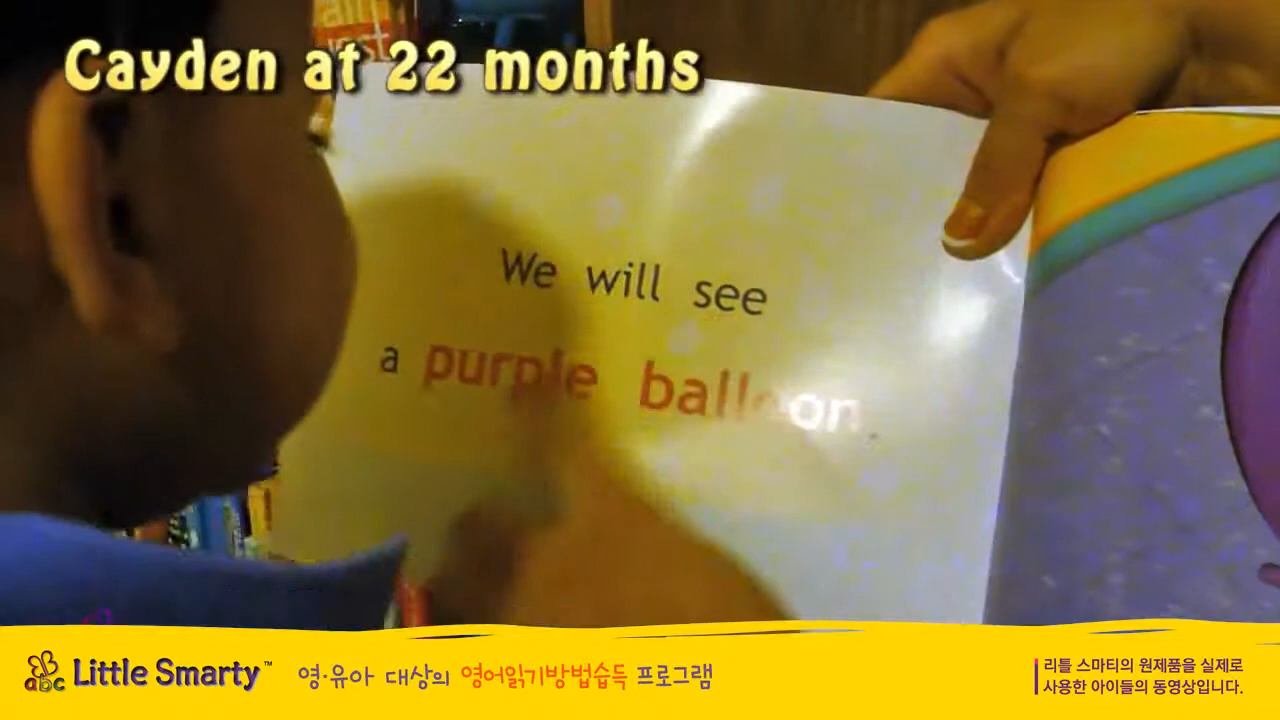 Cayden at 22 months
We will see
a purple balloon.
abc Little Smarty™ 영·유아 대상의 영어읽기방법습득 프로그램
리틀 스마티의 원제품을 실제로
사용한 아이들의 동영상입니다.